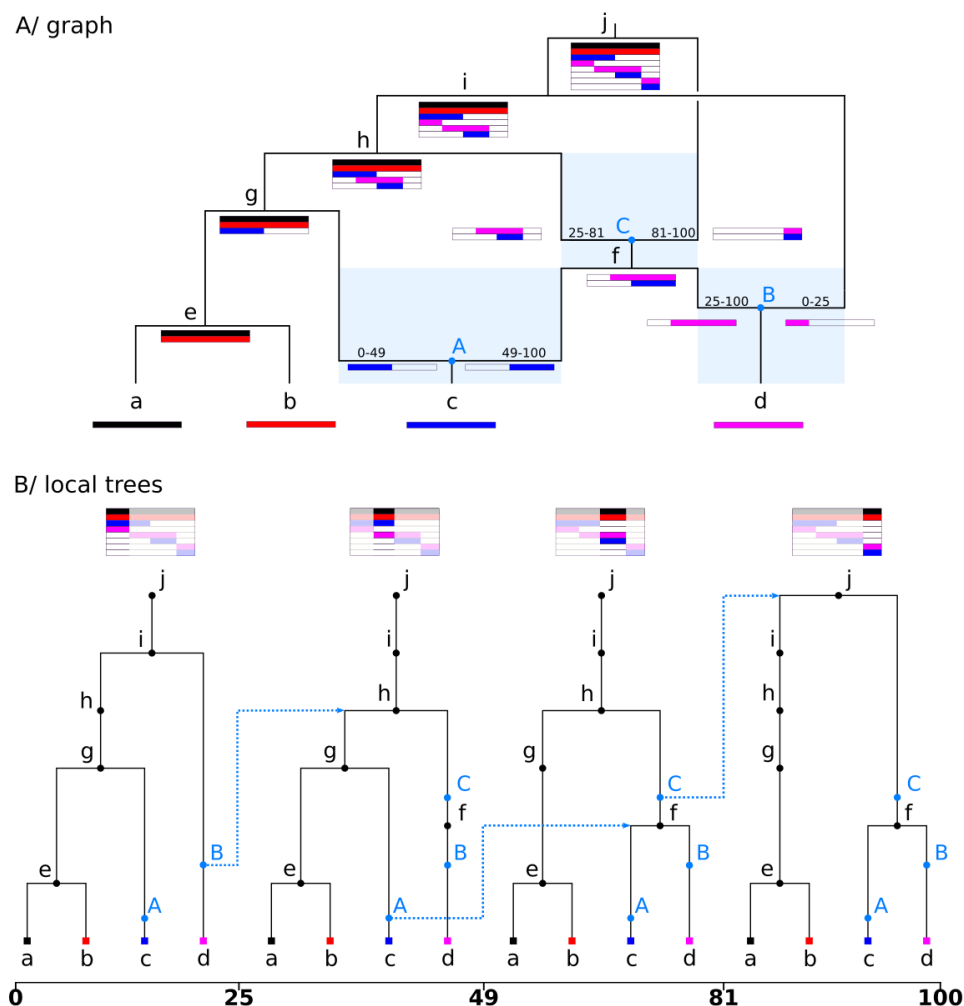 A/ graph
j
i
h
g
C
25-81 81-100
f
B
25-100 0-25
e
A
0-49 49-100
a b c d
B/ local trees
j j j j
i i i i
h h h h
g g g g
C C C
f f f
B B B B
e e e e
A A A A
a b c d a b c d a b c d a b c d
0 25 49 81 100